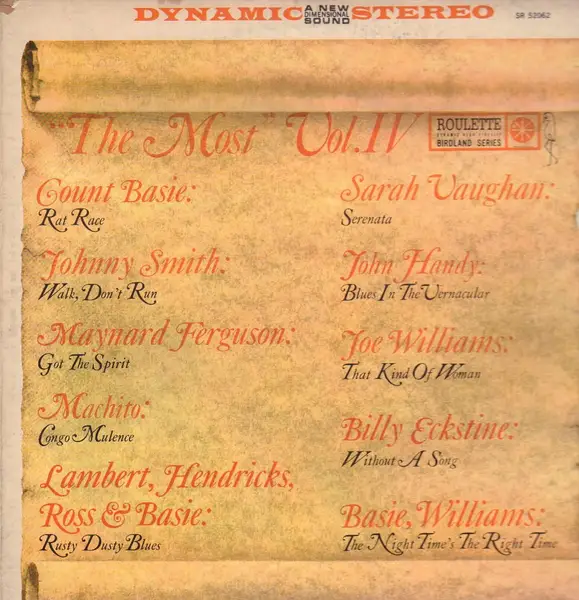 DYNAMIC A NEW DIMENSIONAL SOUND STEREO
SR 52062
""The Most" Vol. IV
ROULETTE
BIRDLAND SERIES
Count Basie:
Rat Race
Johnny Smith:
Walk, Don't Run
Maynard Ferguson:
Got The Spirit
Machito:
Congo Mulence
Lambert, Hendricks,
Ross & Basie:
Rusty Dusty Blues
Sarah Vaughan:
Serenata
John Handy:
Blues In The Vernacular
Joe Williams:
That Kind Of Woman
Billy Eckstine:
Without A Song
Basie, Williams:
The Night Time's The Right Time